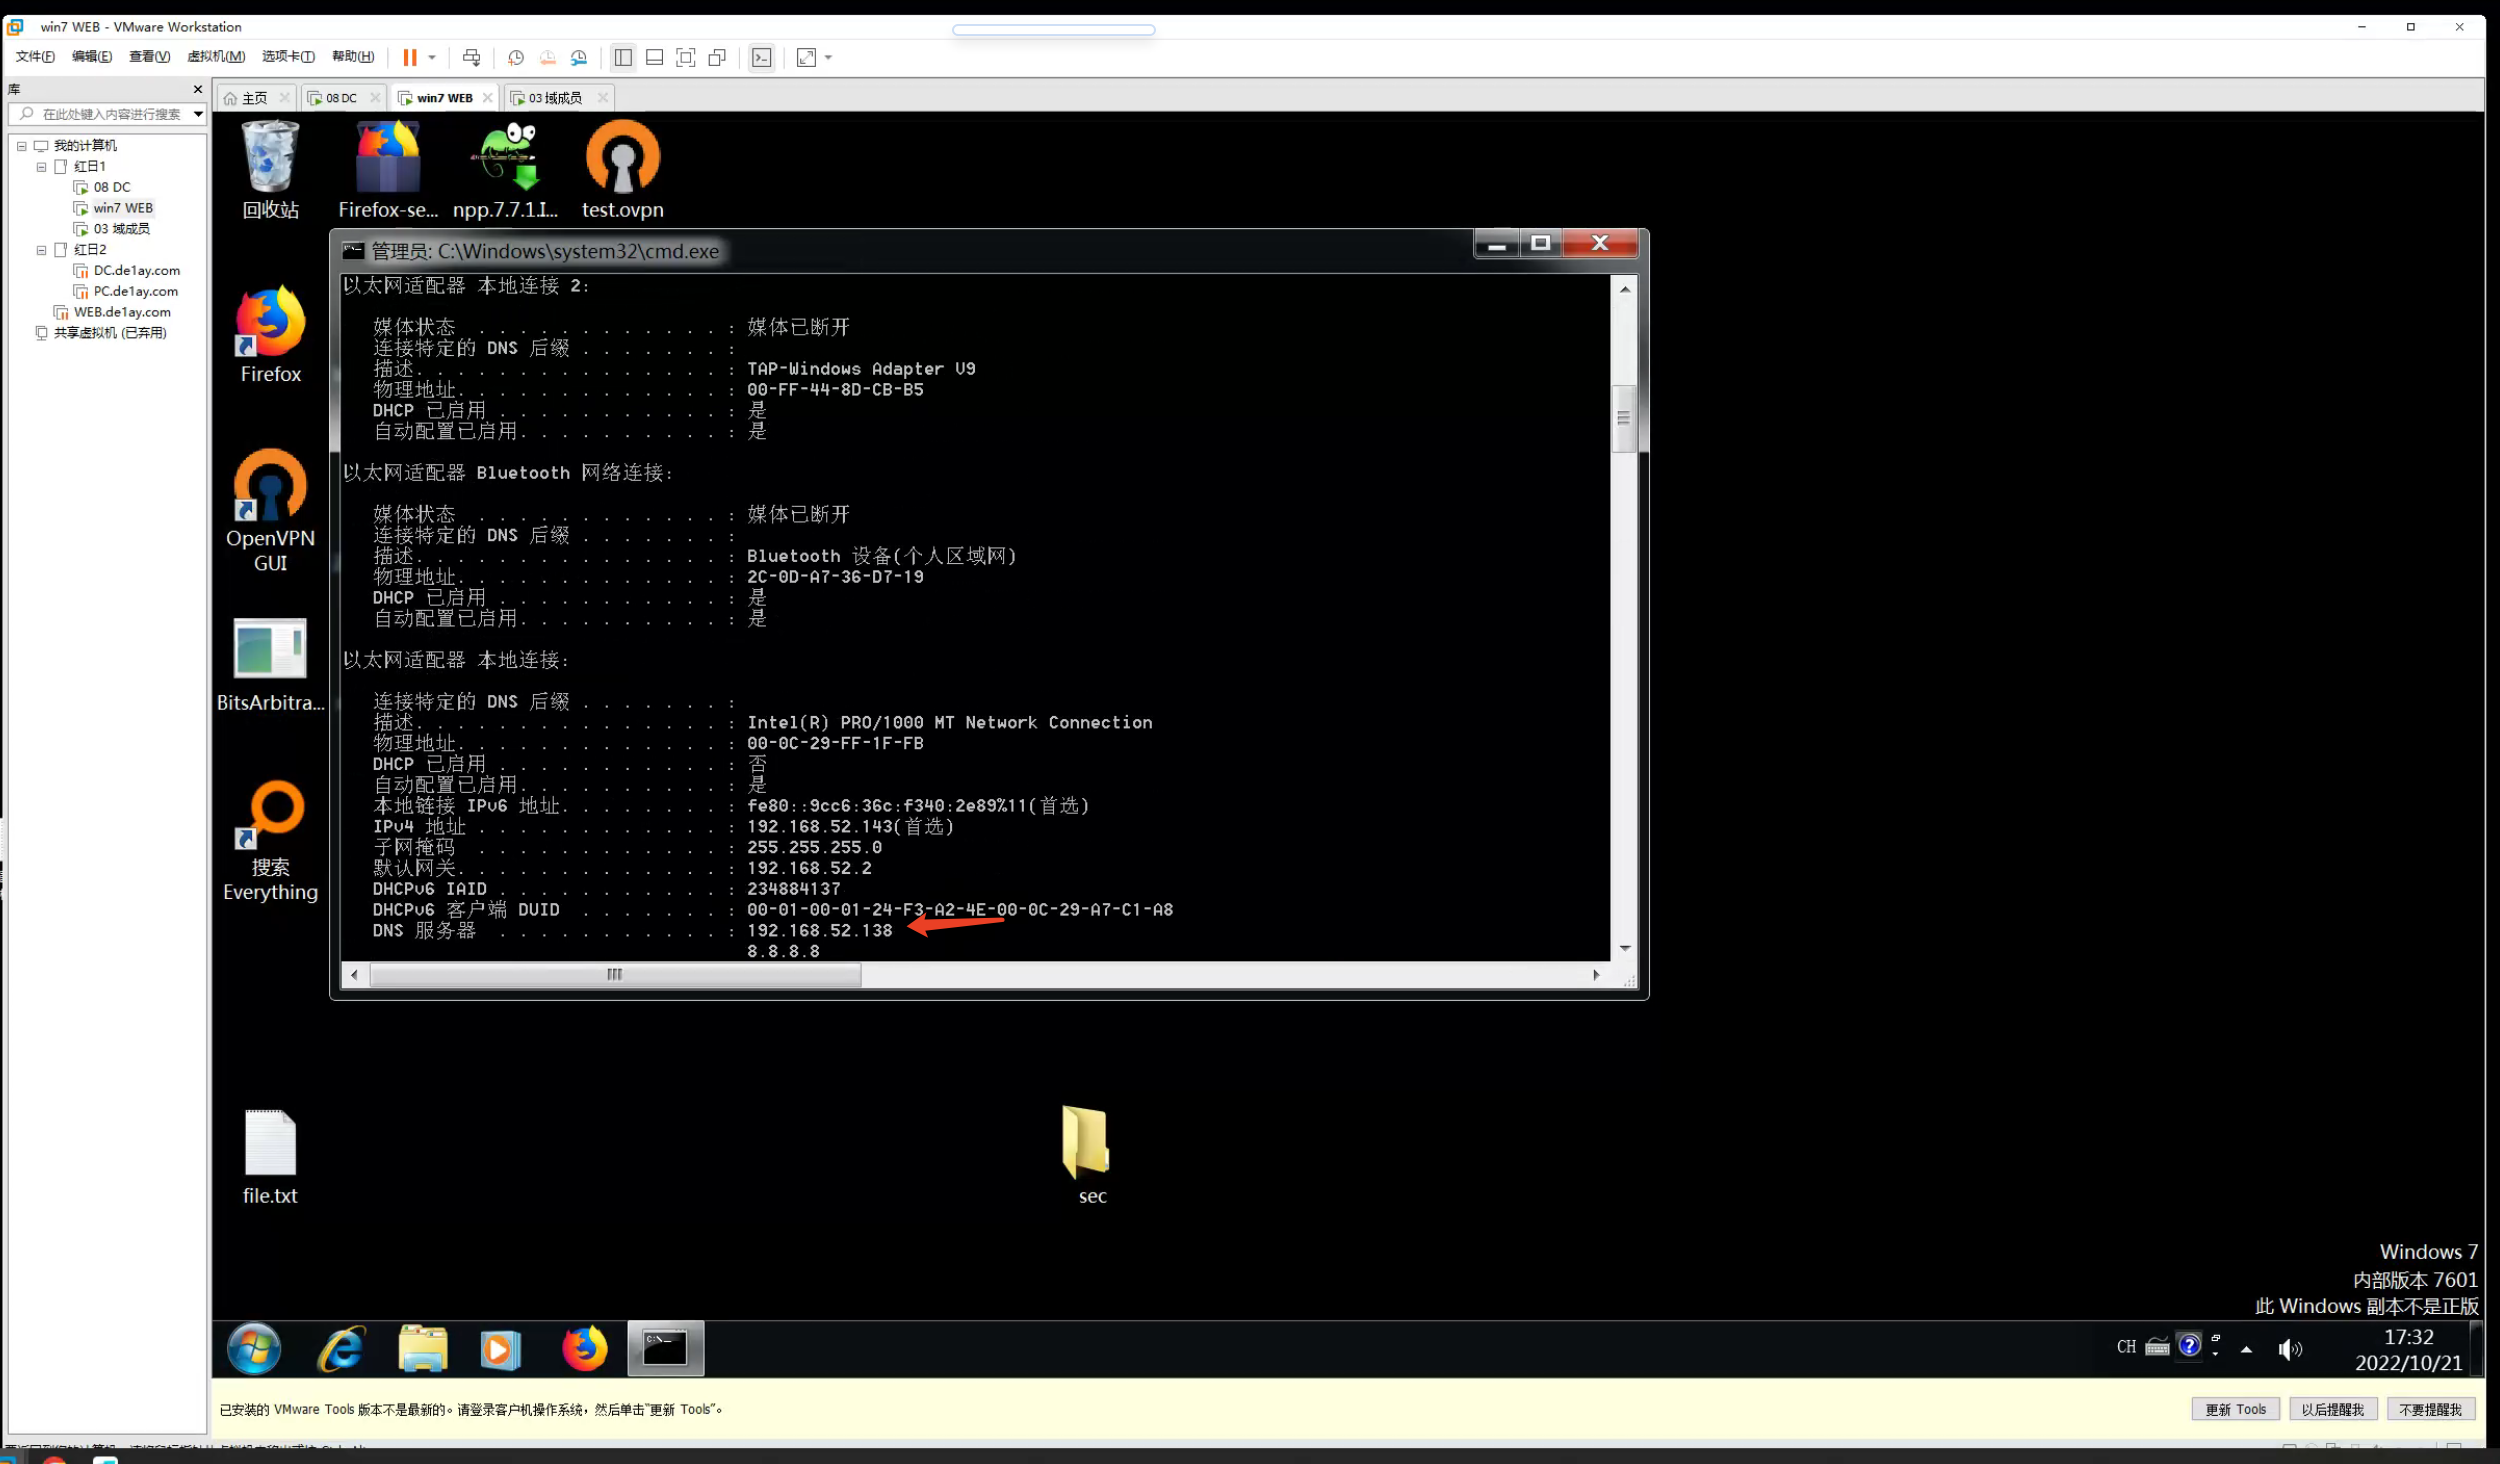 win7 WEB - VMware Workstation
文件(F) 编辑(E) 查看(V) 虚拟机(M) 选项卡(T) 帮助(H)
库
在此处键入内容进行搜索
我的计算机
红日1
08 DC
win7 WEB
03 域成员
红日2
DC.de1ay.com
PC.de1ay.com
WEB.de1ay.com
共享虚拟机 (已弃用)
主页 08 DC win7 WEB 03 域成员
回收站
Firefox-se...
npp.7.7.1.I...
test.ovpn
Firefox
OpenVPN
GUI
BitsArbitra...
搜索
Everything
file.txt
sec
管理员: C:\Windows\system32\cmd.exe
以太网适配器 本地连接 2:
媒体状态 . . . . . . . . . . . . : 媒体已断开
连接特定的 DNS 后缀 . . . . . . . :
描述. . . . . . . . . . . . . . . : TAP-Windows Adapter V9
物理地址. . . . . . . . . . . . . : 00-FF-44-8D-CB-B5
DHCP 已启用 . . . . . . . . . . . : 是
自动配置已启用. . . . . . . . . . : 是
以太网适配器 Bluetooth 网络连接:
媒体状态 . . . . . . . . . . . . : 媒体已断开
连接特定的 DNS 后缀 . . . . . . . :
描述. . . . . . . . . . . . . . . : Bluetooth 设备(个人区域网)
物理地址. . . . . . . . . . . . . : 2C-0D-A7-36-D7-19
DHCP 已启用 . . . . . . . . . . . : 是
自动配置已启用. . . . . . . . . . : 是
以太网适配器 本地连接:
连接特定的 DNS 后缀 . . . . . . . :
描述. . . . . . . . . . . . . . . : Intel(R) PRO/1000 MT Network Connection
物理地址. . . . . . . . . . . . . : 00-0C-29-FF-1F-FB
DHCP 已启用 . . . . . . . . . . . : 否
自动配置已启用. . . . . . . . . . : 是
本地链接 IPv6 地址. . . . . . . . : fe80::9cc6:36c:f340:2e89%11(首选)
IPv4 地址 . . . . . . . . . . . . : 192.168.52.143(首选)
子网掩码 . . . . . . . . . . . . : 255.255.255.0
默认网关. . . . . . . . . . . . . : 192.168.52.2
DHCPv6 IAID . . . . . . . . . . . : 234884137
DHCPv6 客户端 DUID . . . . . . . : 00-01-00-01-24-F3-A2-4E-00-0C-29-A7-C1-A8
DNS 服务器 . . . . . . . . . . . : 192.168.52.138
8.8.8.8
Windows 7
内部版本 7601
此 Windows 副本不是正版
CH
17:32
2022/10/21
已安装的 VMware Tools 版本不是最新的。请登录客户机操作系统，然后单击“更新 Tools”。
更新 Tools 以后提醒我 不要提醒我